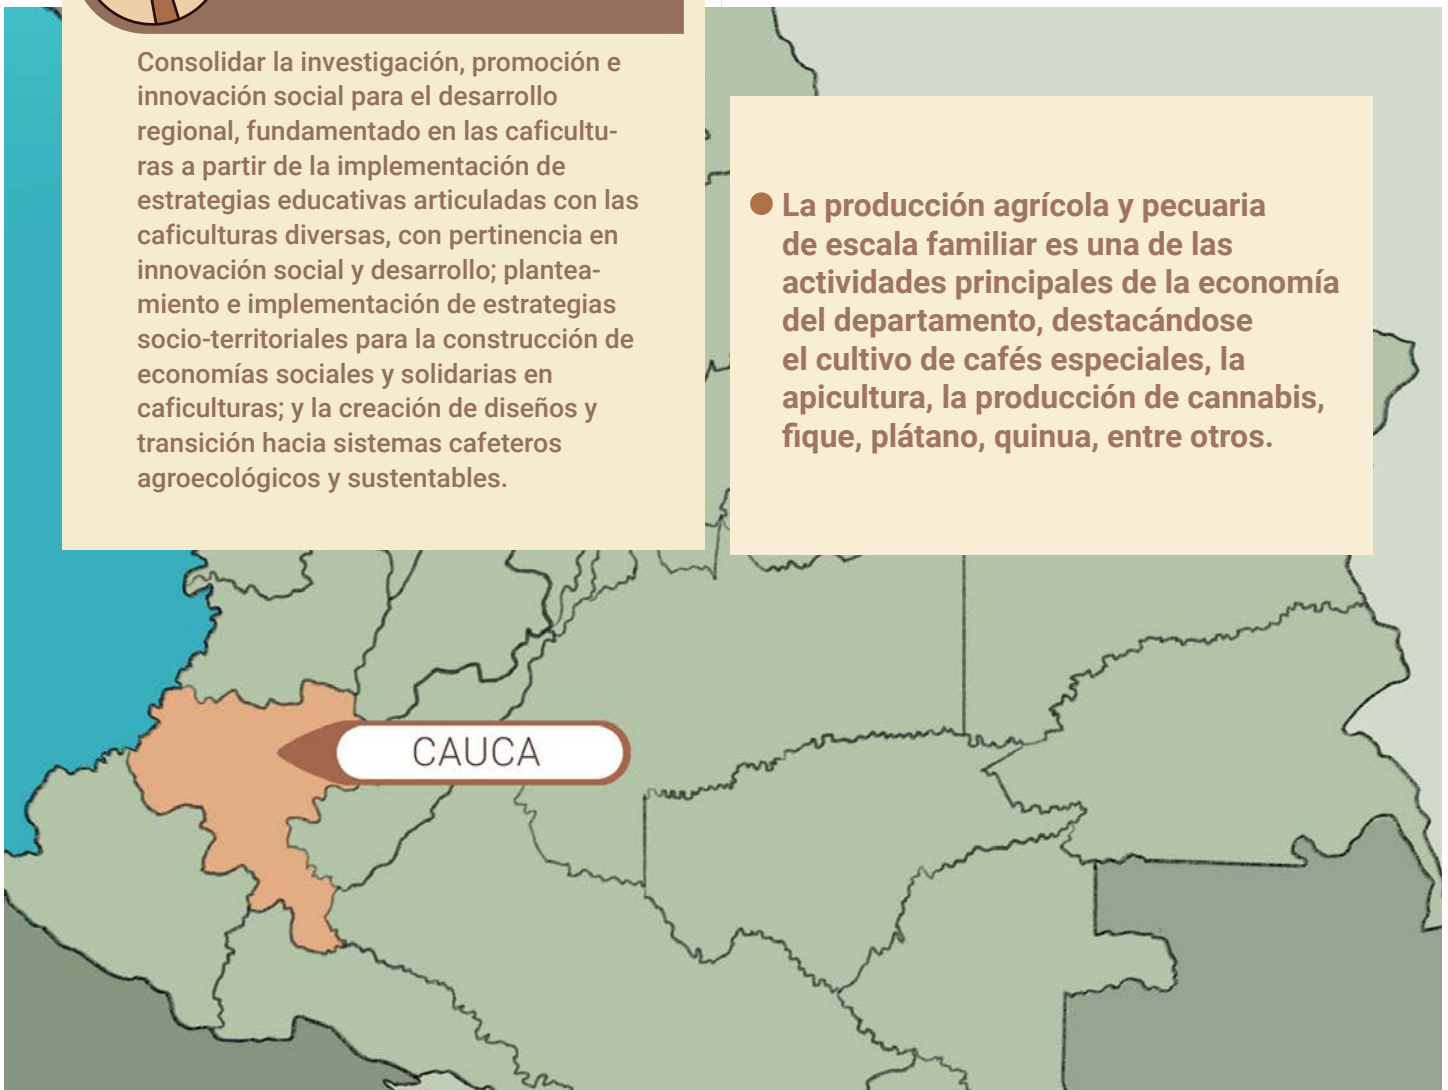 Consolidar la investigación, promoción e
innovación social para el desarrollo
regional, fundamentado en las caficultu-
ras a partir de la implementación de
estrategias educativas articuladas con las
caficulturas diversas, con pertinencia en
innovación social y desarrollo; plantea-
miento e implementación de estrategias
socio-territoriales para la construcción de
economías sociales y solidarias en
caficulturas; y la creación de diseños y
transición hacia sistemas cafeteros
agroecológicos y sustentables.
La producción agrícola y pecuaria
de escala familiar es una de las
actividades principales de la economía
del departamento, destacándose
el cultivo de cafés especiales, la
apicultura, la producción de cannabis,
fique, plátano, quinua, entre otros.
CAUCA